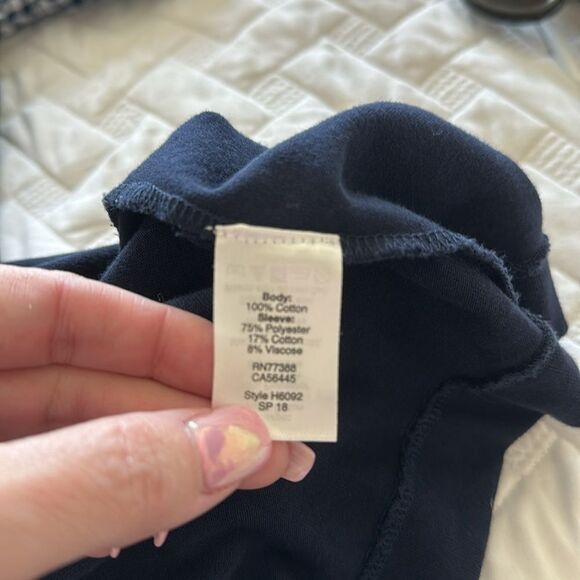 Body:
100% Cotton
Sleeve:
75% Polyester
17% Cotton
8% Viscose
RN77388
CA56445
Style H6092
SP 18